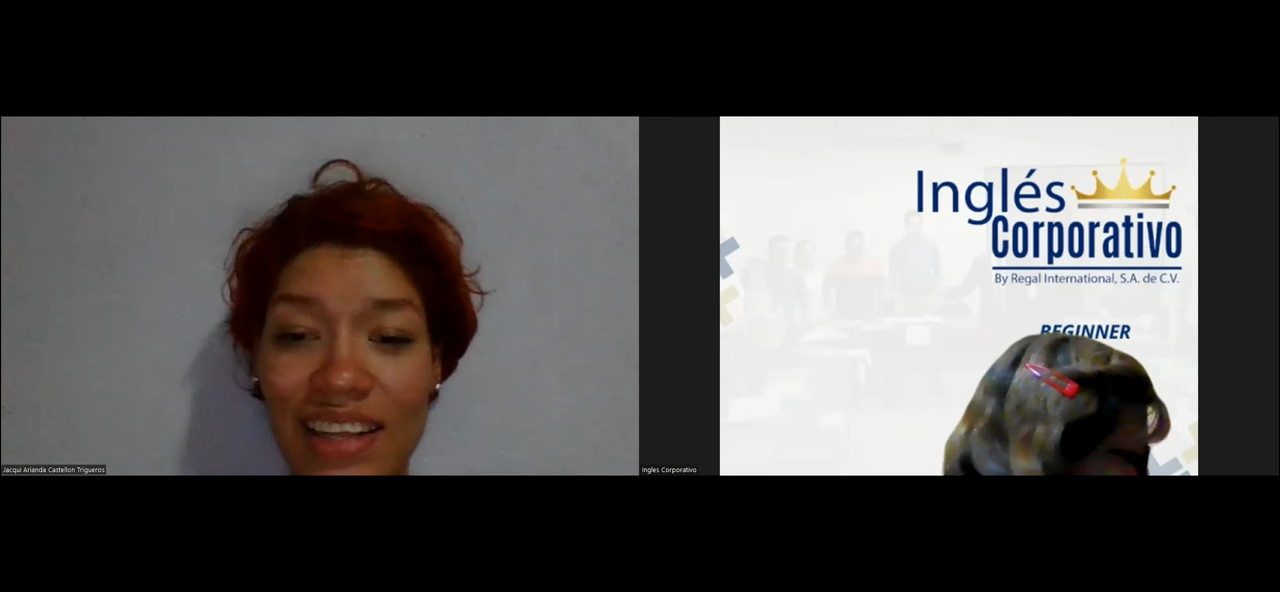 Jacqui Arianda Castellon Trigueros
Ingles Corporativo
Inglés
Corporativo
By Regal International, S.A. de C.V.
BEGINNER